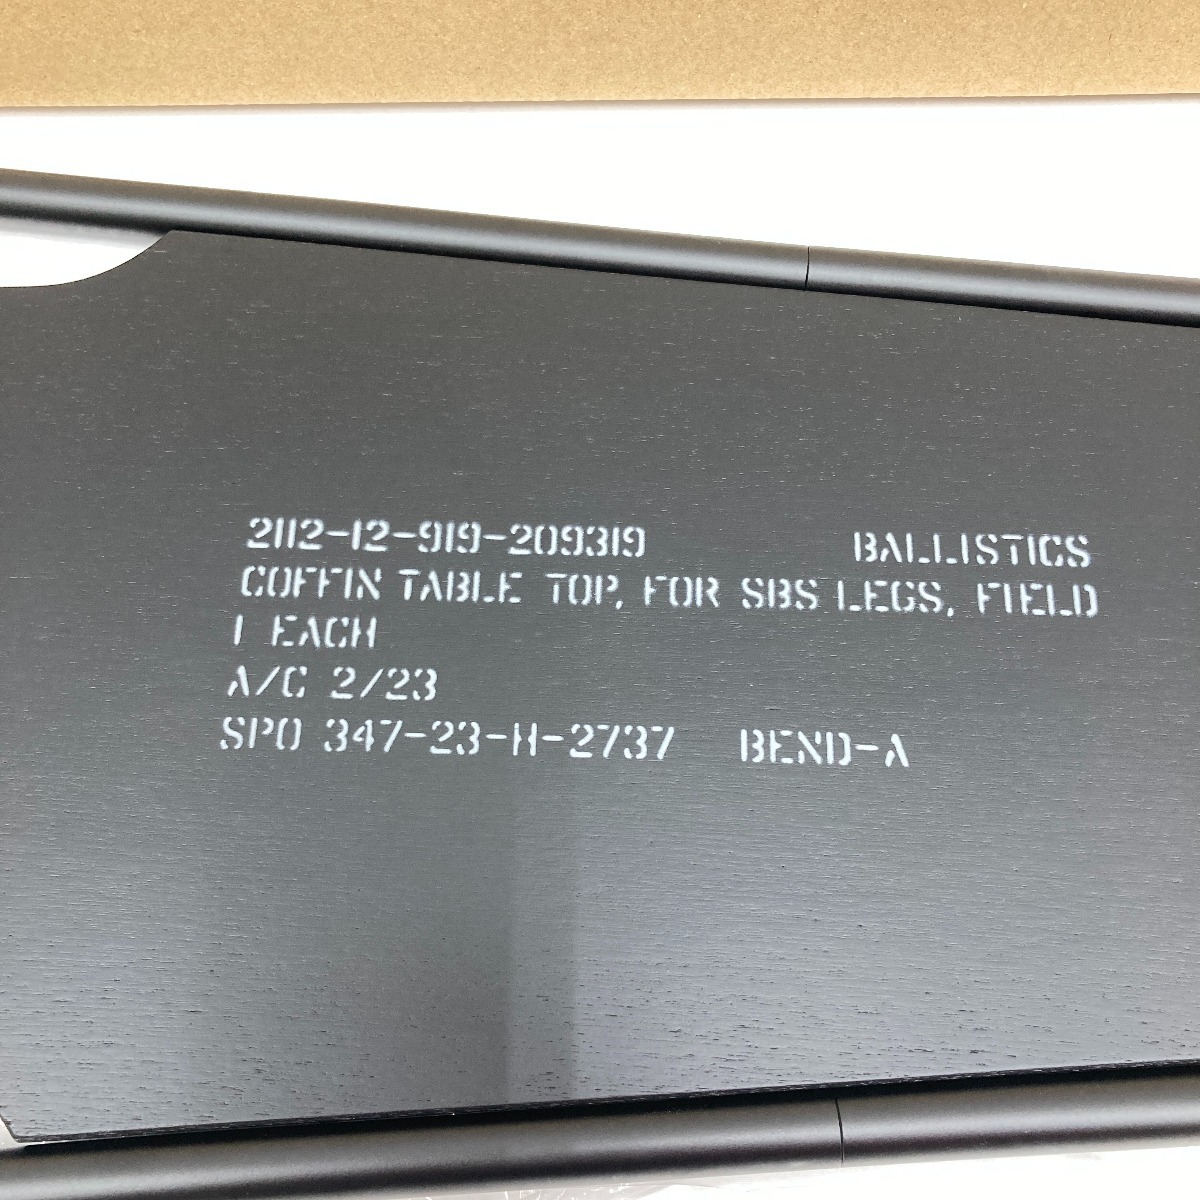 2112-12-919-209319 BALLISTICS
COFFIN TABLE TOP, FOR SBS LEGS, FIELD
1 EACH
A/C 2/23
SPO 347-23-H-2737 BEND-A